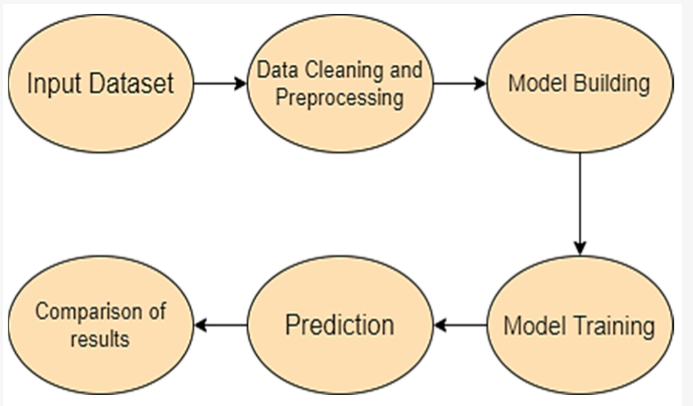 Input Dataset
Data Cleaning and
Preprocessing
Model Building
Model Training
Prediction
Comparison of
results